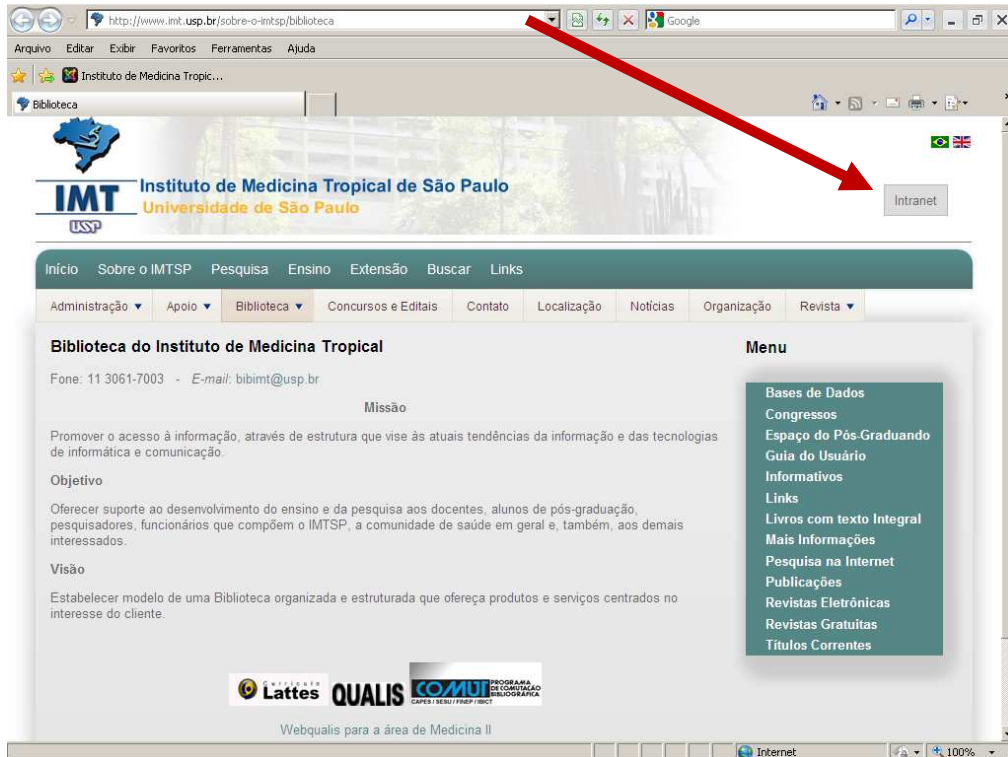 http://www.imt.usp.br/sobre-o-imtsp/biblioteca
Google
Arquivo Editar Exibir Favoritos Ferramentas Ajuda
Instituto de Medicina Tropic...
Biblioteca
IMT
USP
Instituto de Medicina Tropical de São Paulo
Universidade de São Paulo
Intranet
Início Sobre o IMTSP Pesquisa Ensino Extensão Buscar Links
Administração Apoio Biblioteca Concursos e Editais Contato Localização Notícias Organização Revista
Biblioteca do Instituto de Medicina Tropical
Fone: 11 3061-7003 - E-mail: bibimt@usp.br
Missão
Promover o acesso à informação, através de estrutura que vise às atuais tendências da informação e das tecnologias
de informática e comunicação.
Objetivo
Oferecer suporte ao desenvolvimento do ensino e da pesquisa aos docentes, alunos de pós-graduação,
pesquisadores, funcionários que compõem o IMTSP, a comunidade de saúde em geral e, também, aos demais
interessados.
Visão
Estabelecer modelo de uma Biblioteca organizada e estruturada que ofereça produtos e serviços centrados no
interesse do cliente.
Menu
Bases de Dados
Congressos
Espaço do Pós-Graduando
Guia do Usuário
Informativos
Links
Livros com texto Integral
Mais Informações
Pesquisa na Internet
Publicações
Revistas Eletrônicas
Revistas Gratuitas
Títulos Correntes
Currículo
Lattes
QUALIS
COMUT
PROGRAMA
DE COMUTAÇÃO
BIBLIOGRÁFICA
CAPES / SESU / FINEP / IBICT
Webqualis para a área de Medicina II
Internet
100%